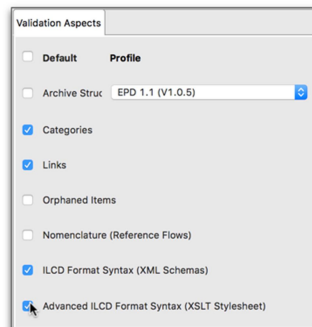 Validation Aspects
Default Profile
Archive Struc EPD 1.1 (V1.0.5)
Categories
Links
Orphaned Items
Nomenclature (Reference Flows)
ILCD Format Syntax (XML Schemas)
Advanced ILCD Format Syntax (XSLT Stylesheet)